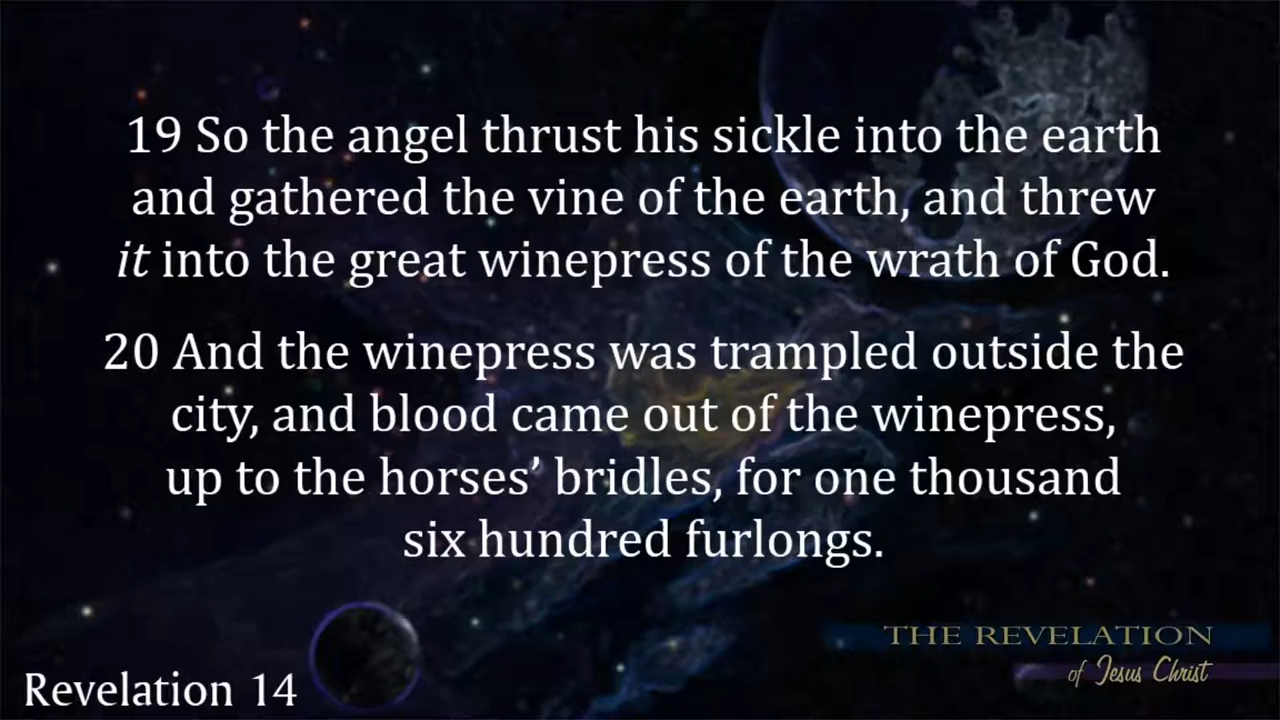 19 So the angel thrust his sickle into the earth
and gathered the vine of the earth, and threw
it into the great winepress of the wrath of God.
20 And the winepress was trampled outside the
city, and blood came out of the winepress,
up to the horses’ bridles, for one thousand
six hundred furlongs.
THE REVELATION
of Jesus Christ
Revelation 14